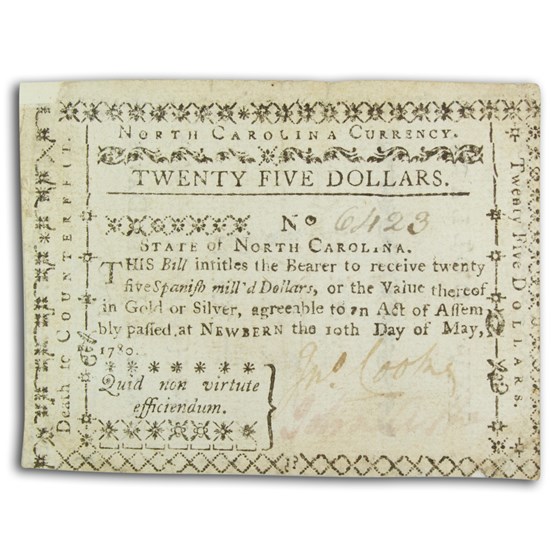 NORTH CAROLINA CURRENCY.
TWENTY FIVE DOLLARS.
No 6423
STATE of NORTH CAROLINA.
THIS Bill intitles the Bearer to receive twenty
five Spaniſh mill'd Dollars, or the Value thereof
in Gold or Silver, agreeable to an Act of Aſſem
bly paſſed at NEWBERN the 10th Day of May,
1780.
Quid non virtute
efficiendum.
Jno Cooke
Death to COUNTERFEIT.
Twenty Five DOLLARS.